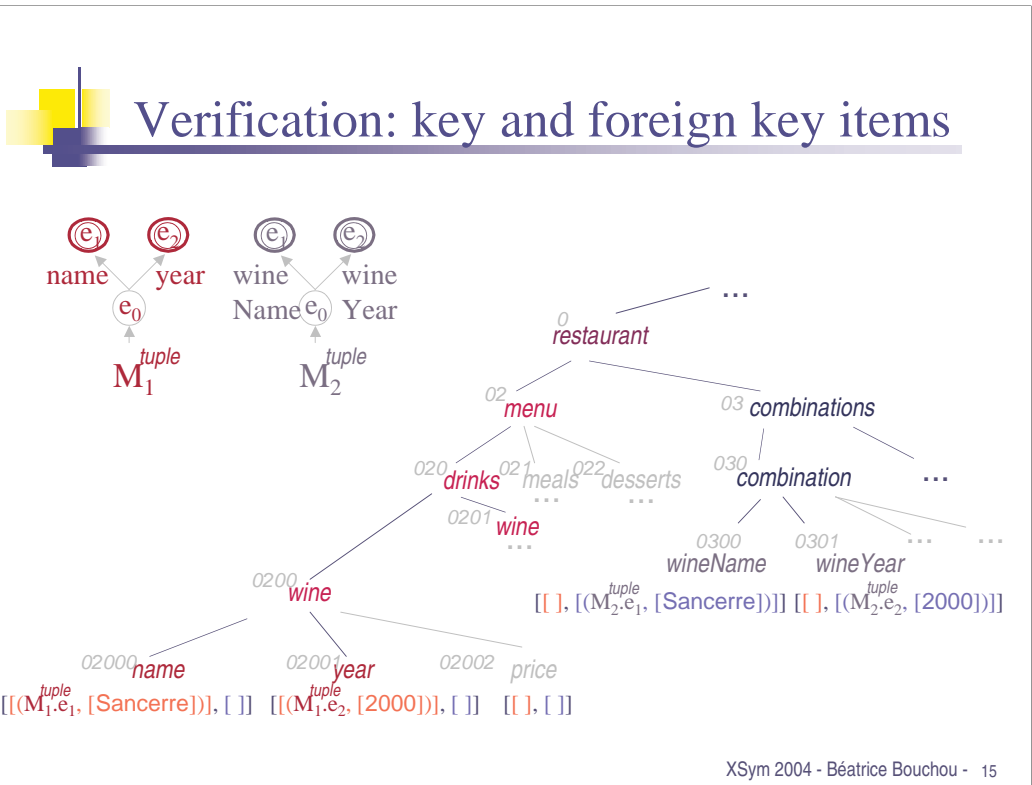 Verification: key and foreign key items
e1 e2 e1 e2
name year wine wine
e0 Name e0 Year
M1tuple M2tuple
...
0
restaurant
02 menu 03 combinations
020 drinks 021 meals 022 desserts 030 combination ...
... ...
0201 wine
...
0300 0301 ... ...
wineName wineYear
0200 wine
[[ ], [(M2tuple.e1, [Sancerre])]] [[ ], [(M2tuple.e2, [2000])]]
02000 name 02001 year 02002 price
[[(M1tuple.e1, [Sancerre])], [ ]] [[(M1tuple.e2, [2000])], [ ]] [[ ], [ ]]
XSym 2004 - Béatrice Bouchou - 15